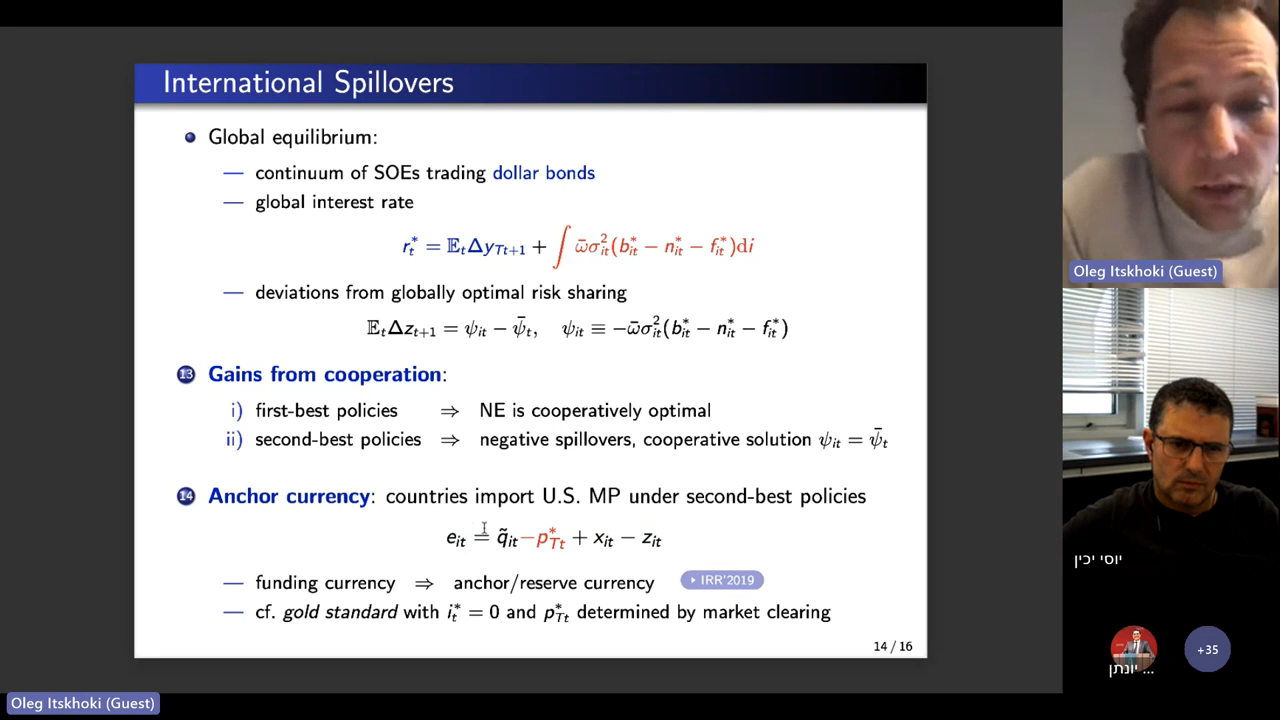 International Spillovers
Global equilibrium:
— continuum of SOEs trading dollar bonds
— global interest rate
r*_t = 𝔼_tΔy_{Tt+1} + ∫ ω̄σ²_{it}(b*_{it} − n*_{it} − f*_{it})di
— deviations from globally optimal risk sharing
𝔼_tΔz_{t+1} = ψ_{it} − ψ̄_t, ψ_{it} ≡ −ω̄σ²_{it}(b*_{it} − n*_{it} − f*_{it})
13 Gains from cooperation:
i) first-best policies ⇒ NE is cooperatively optimal
ii) second-best policies ⇒ negative spillovers, cooperative solution ψ_{it} = ψ̄_t
14 Anchor currency: countries import U.S. MP under second-best policies
e_{it} = q̃_{it} − p*_{Tt} + x_{it} − z_{it}
— funding currency ⇒ anchor/reserve currency IRR'2019
— cf. gold standard with i*_t = 0 and p*_{Tt} determined by market clearing
14 / 16
Oleg Itskhoki (Guest)
Oleg Itskhoki (Guest)
יוסי יכין
יונתן ...
+35